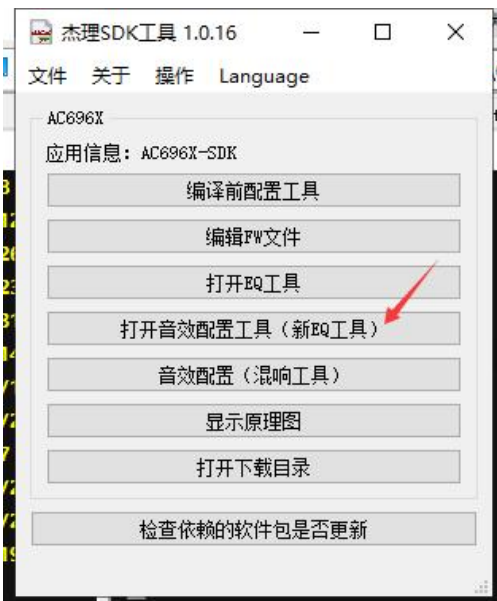 杰理SDK工具 1.0.16
文件 关于 操作 Language
AC696X
应用信息: AC696X-SDK
编译前配置工具
编辑FW文件
打开EQ工具
打开音效配置工具（新EQ工具）
音效配置（混响工具）
显示原理图
打开下载目录
检查依赖的软件包是否更新